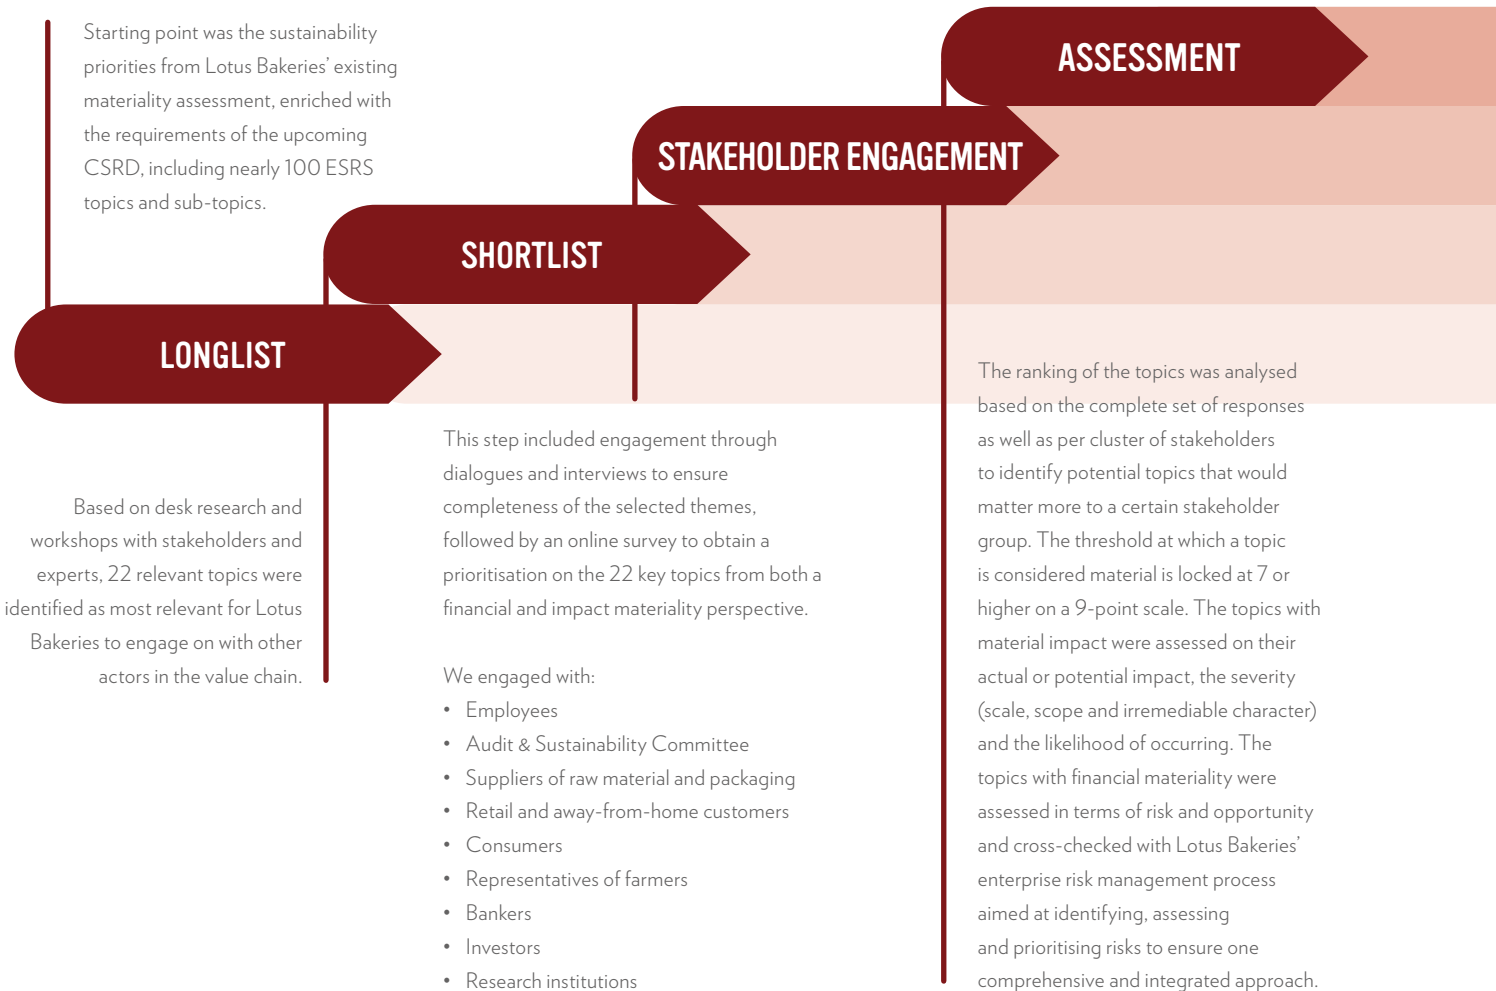 Starting point was the sustainability
priorities from Lotus Bakeries’ existing
materiality assessment, enriched with
the requirements of the upcoming
CSRD, including nearly 100 ESRS
topics and sub-topics.
LONGLIST
Based on desk research and
workshops with stakeholders and
experts, 22 relevant topics were
identified as most relevant for Lotus
Bakeries to engage on with other
actors in the value chain.
SHORTLIST
STAKEHOLDER ENGAGEMENT
This step included engagement through
dialogues and interviews to ensure
completeness of the selected themes,
followed by an online survey to obtain a
prioritisation on the 22 key topics from both a
financial and impact materiality perspective.
We engaged with:
• Employees
• Audit & Sustainability Committee
• Suppliers of raw material and packaging
• Retail and away-from-home customers
• Consumers
• Representatives of farmers
• Bankers
• Investors
• Research institutions
ASSESSMENT
The ranking of the topics was analysed
based on the complete set of responses
as well as per cluster of stakeholders
to identify potential topics that would
matter more to a certain stakeholder
group. The threshold at which a topic
is considered material is locked at 7 or
higher on a 9-point scale. The topics with
material impact were assessed on their
actual or potential impact, the severity
(scale, scope and irremediable character)
and the likelihood of occurring. The
topics with financial materiality were
assessed in terms of risk and opportunity
and cross-checked with Lotus Bakeries’
enterprise risk management process
aimed at identifying, assessing
and prioritising risks to ensure one
comprehensive and integrated approach.